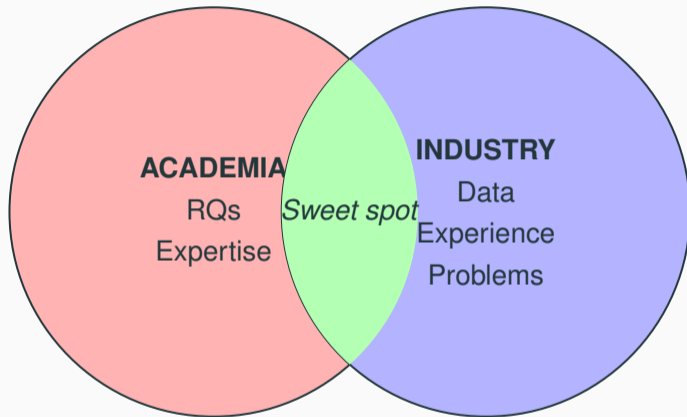 ACADEMIA
RQs
Expertise
Sweet spot
INDUSTRY
Data
Experience
Problems